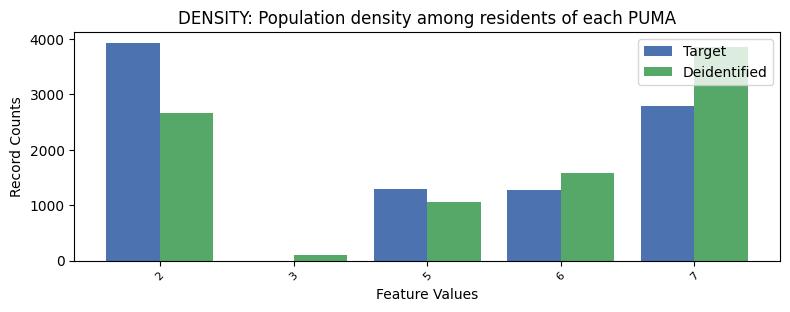 DENSITY: Population density among residents of each PUMA
Target
Deidentified
Record Counts
4000
3000
2000
1000
0
2 3 5 6 7
Feature Values